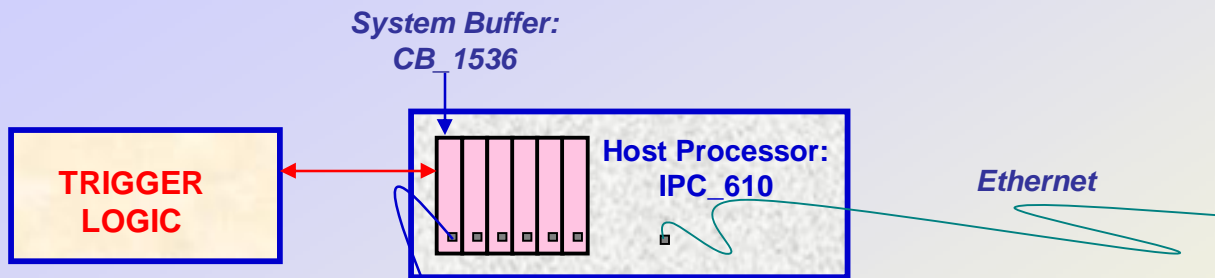 System Buffer:
CB_1536
TRIGGER
LOGIC
Host Processor:
IPC_610
Ethernet